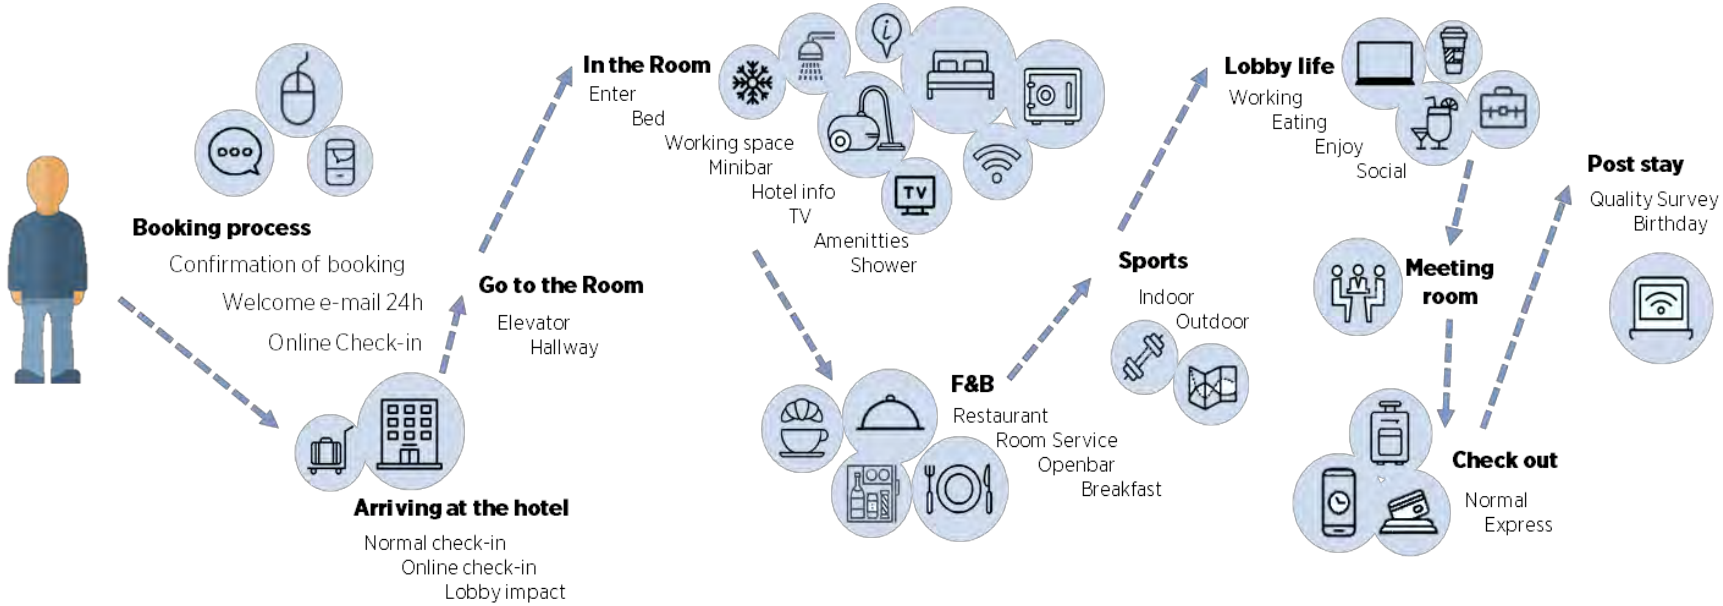 Booking process
Confirmation of booking
Welcome e-mail 24h
Online Check-in
Arriving at the hotel
Normal check-in
Online check-in
Lobby impact
Go to the Room
Elevator
Hallway
In the Room
Enter
Bed
Working space
Minibar
Hotel info
TV
Amenitties
Shower
i
TV
F&B
Restaurant
Room Service
Openbar
Breakfast
Sports
Indoor
Outdoor
Lobby life
Working
Eating
Enjoy
Social
Meeting
room
Check out
Normal
Express
Post stay
Quality Survey
Birthday